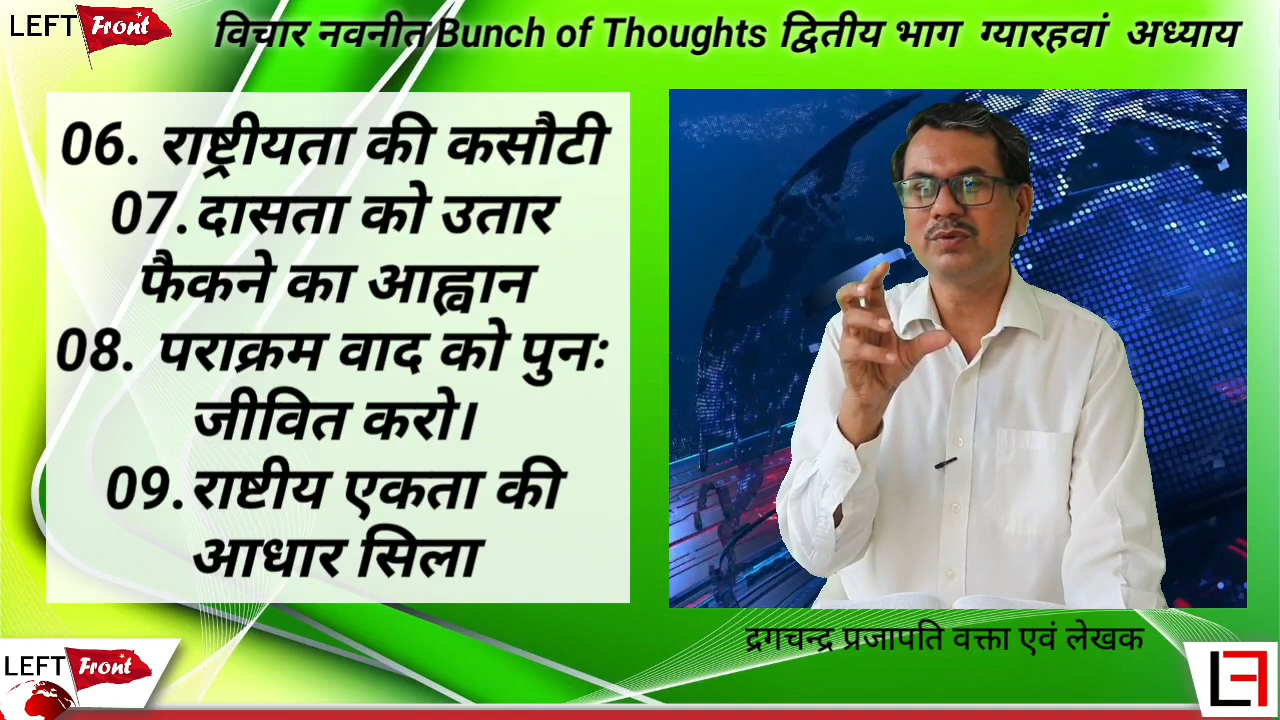 LEFT Front
विचार नवनीत Bunch of Thoughts द्वितीय भाग ग्यारहवां अध्याय
06. राष्ट्रीयता की कसौटी
07.दासता को उतार
फैकने का आह्वान
08. पराक्रम वाद को पुनः
जीवित करो।
09.राष्टीय एकता की
आधार सिला
द्रगचन्द्र प्रजापति वक्ता एवं लेखक
LEFT Front
LF